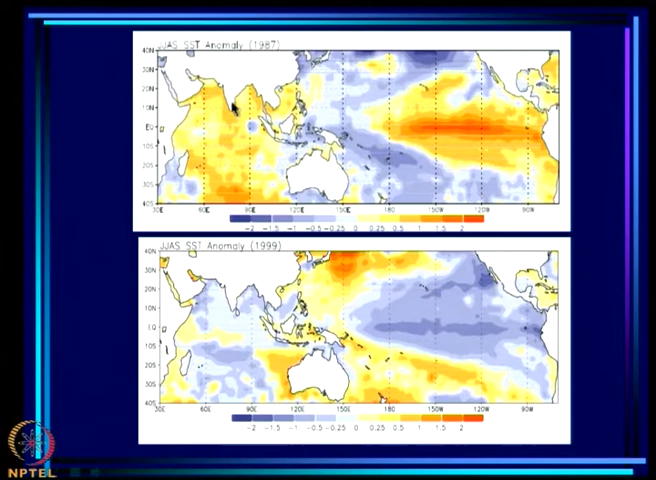 JJAS SST Anomaly (1987)
40N
30N
20N
10N
EQ
10S
20S
30S
40S
30E 60E 90E 120E 150E 180 150W 120W 90W
-2 -1.5 -1 -0.5 -0.25 0 0.25 0.5 1 1.5 2
JJAS SST Anomaly (1999)
40N
30N
20N
10N
EQ
10S
20S
30S
40S
30E 60E 90E 120E 150E 180 150W 120W 90W
-2 -1.5 -1 -0.5 -0.25 0 0.25 0.5 1 1.5 2
NPTEL